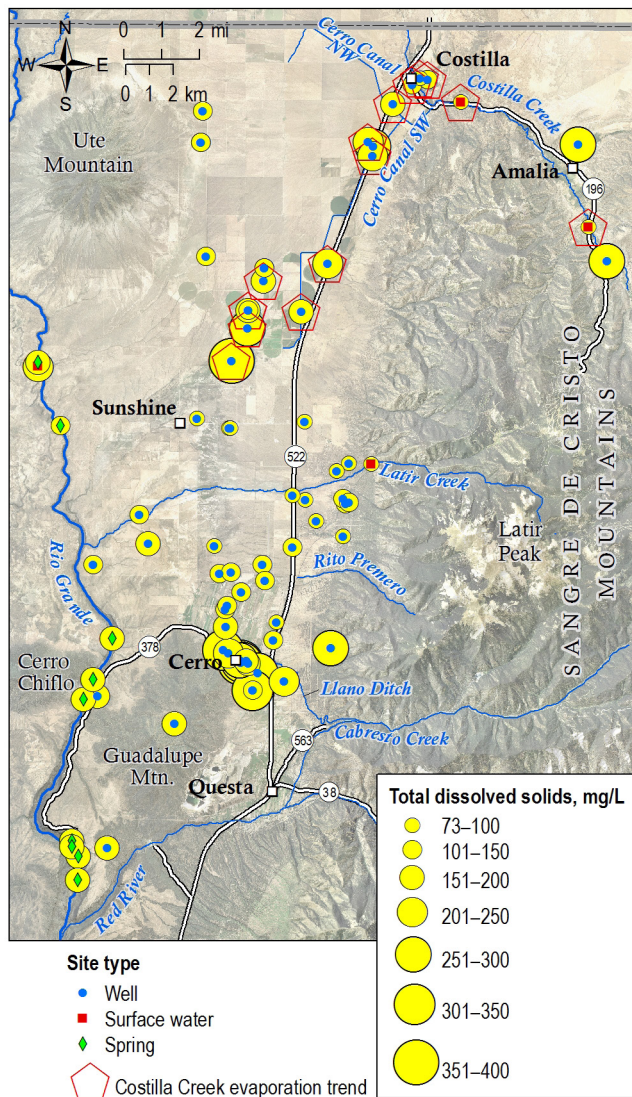 N
W E
S
0 1 2 mi
0 1 2 km
Cerro Canal
NW
Costilla
Costilla
Creek
Ute
Mountain
Cerro Canal SW
Amalia
196
Sunshine
522
Latir Creek
SANGRE DE CRISTO
MOUNTAINS
Latir
Peak
Rio Grande
Rito Premero
378
Cerro
Cerro
Chiflo
Llano Ditch
Cabresto Creek
Guadalupe
Mtn.
563
Questa
38
Red River
Total dissolved solids, mg/L
73–100
101–150
151–200
201–250
251–300
301–350
351–400
Site type
Well
Surface water
Spring
Costilla Creek evaporation trend